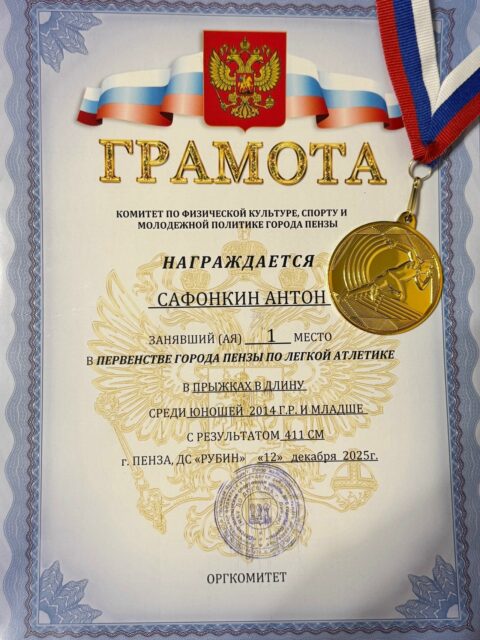 ГРАМОТА
КОМИТЕТ ПО ФИЗИЧЕСКОЙ КУЛЬТУРЕ, СПОРТУ И
МОЛОДЕЖНОЙ ПОЛИТИКЕ ГОРОДА ПЕНЗЫ
НАГРАЖДАЕТСЯ
САФОНКИН АНТОН
ЗАНЯВШИЙ (АЯ) 1 МЕСТО
В ПЕРВЕНСТВЕ ГОРОДА ПЕНЗЫ ПО ЛЕГКОЙ АТЛЕТИКЕ
В ПРЫЖКАХ В ДЛИНУ
СРЕДИ ЮНОШЕЙ 2014 Г.Р. И МЛАДШЕ
С РЕЗУЛЬТАТОМ 411 СМ
г. ПЕНЗА, ДС «РУБИН» «12» декабря 2025г.
ОРГКОМИТЕТ